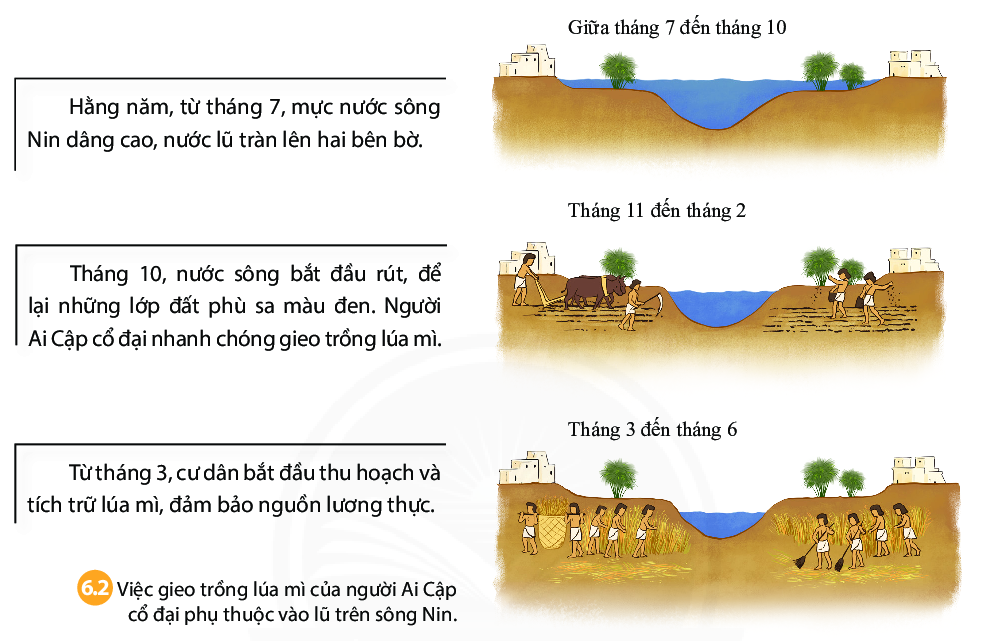 Giữa tháng 7 đến tháng 10
Hằng năm, từ tháng 7, mực nước sông
Nin dâng cao, nước lũ tràn lên hai bên bờ.
Tháng 11 đến tháng 2
Tháng 10, nước sông bắt đầu rút, để
lại những lớp đất phù sa màu đen. Người
Ai Cập cổ đại nhanh chóng gieo trồng lúa mì.
Tháng 3 đến tháng 6
Từ tháng 3, cư dân bắt đầu thu hoạch và
tích trữ lúa mì, đảm bảo nguồn lương thực.
6.2 Việc gieo trồng lúa mì của người Ai Cập
cổ đại phụ thuộc vào lũ trên sông Nin.